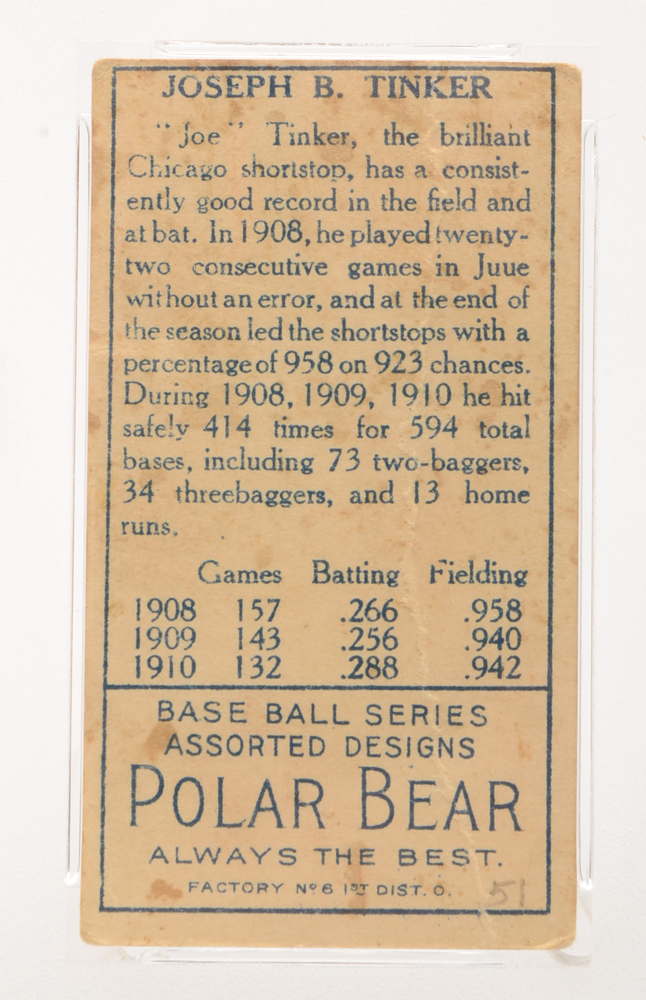 JOSEPH B. TINKER
"Joe" Tinker, the brilliant
Chicago shortstop, has a consist-
ently good record in the field and
at bat. In 1908, he played twenty-
two consecutive games in Juue
without an error, and at the end of
the season led the shortstops with a
percentage of 958 on 923 chances.
During 1908, 1909, 1910 he hit
safely 414 times for 594 total
bases, including 73 two-baggers,
34 threebaggers, and 13 home
runs.
Games Batting Fielding
1908 157 .266 .958
1909 143 .256 .940
1910 132 .288 .942
BASE BALL SERIES
ASSORTED DESIGNS
POLAR BEAR
ALWAYS THE BEST.
FACTORY Nº 6 1ST DIST. O.
51